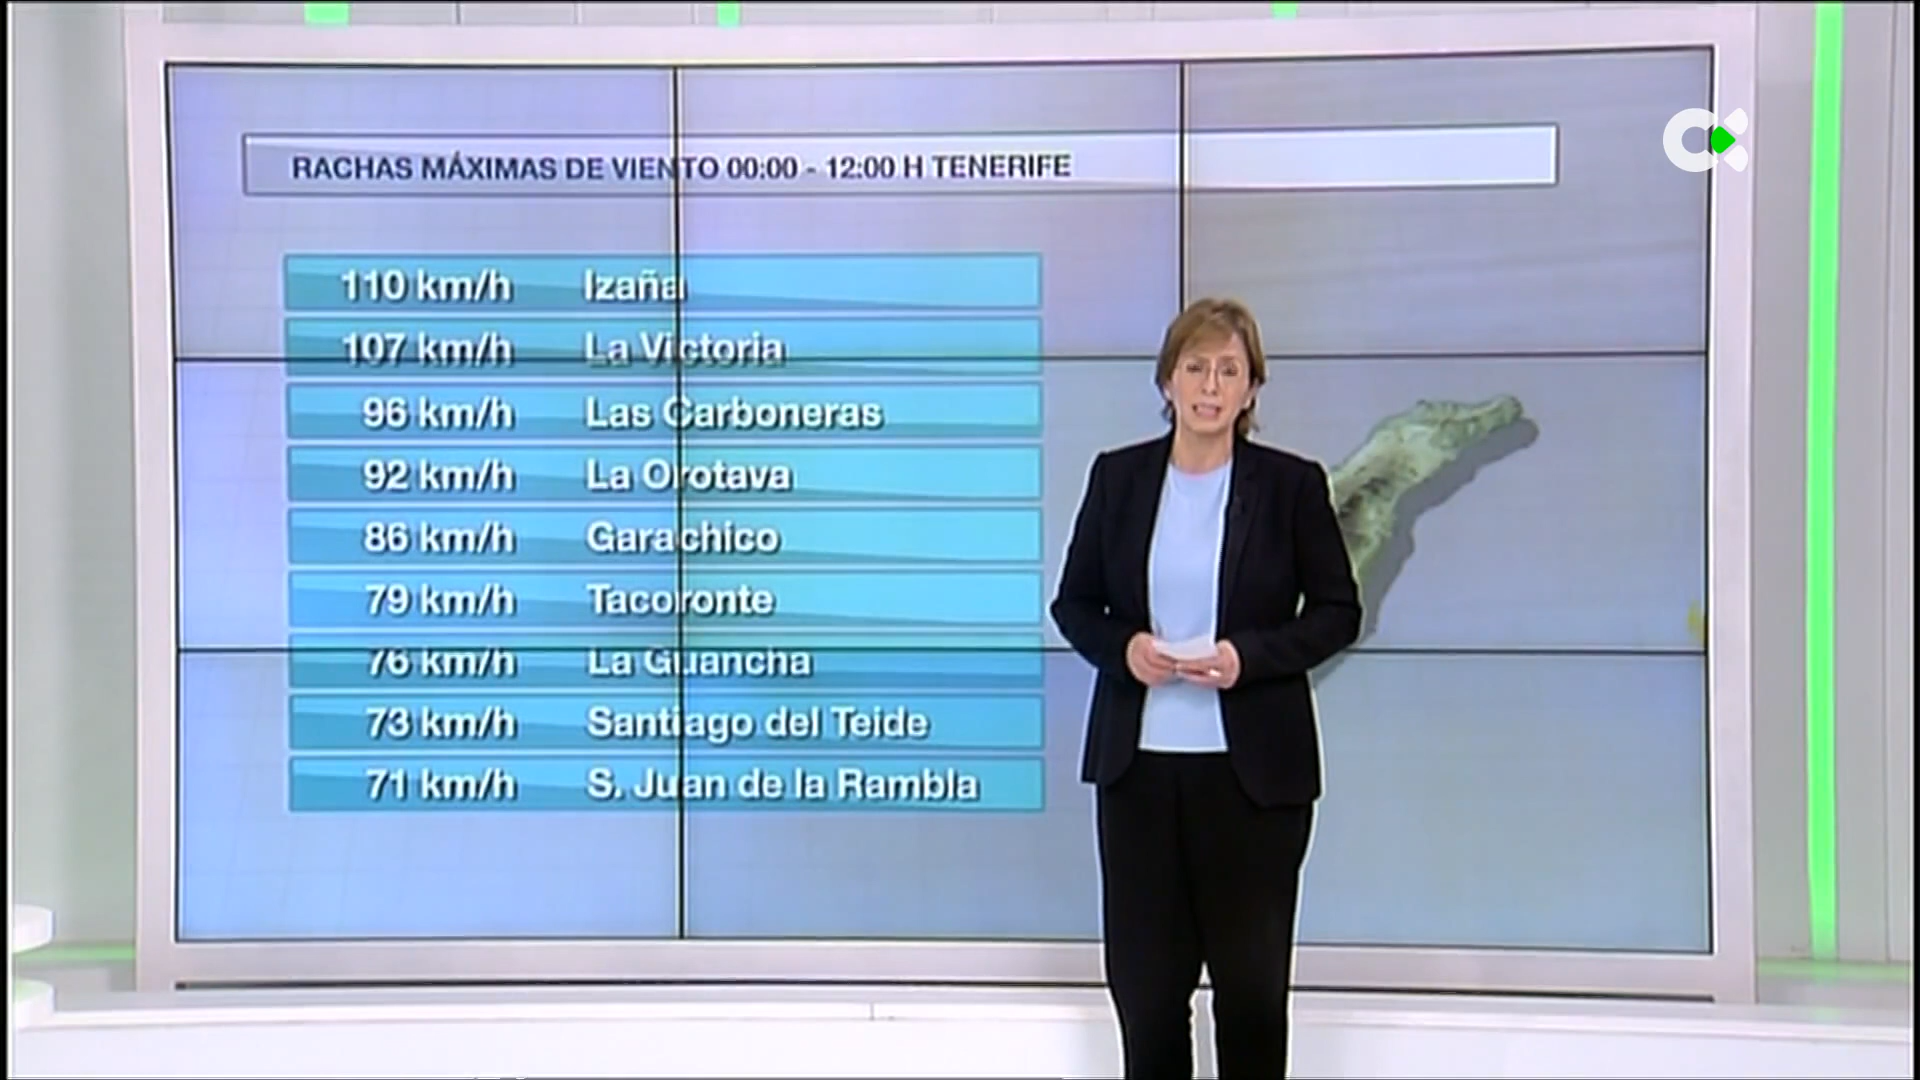 RACHAS MÁXIMAS DE VIENTO 00:00 - 12:00 H TENERIFE
110 km/h Izaña
107 km/h La Victoria
96 km/h Las Carboneras
92 km/h La Orotava
86 km/h Garachico
79 km/h Tacoronte
76 km/h La Guancha
73 km/h Santiago del Teide
71 km/h S. Juan de la Rambla